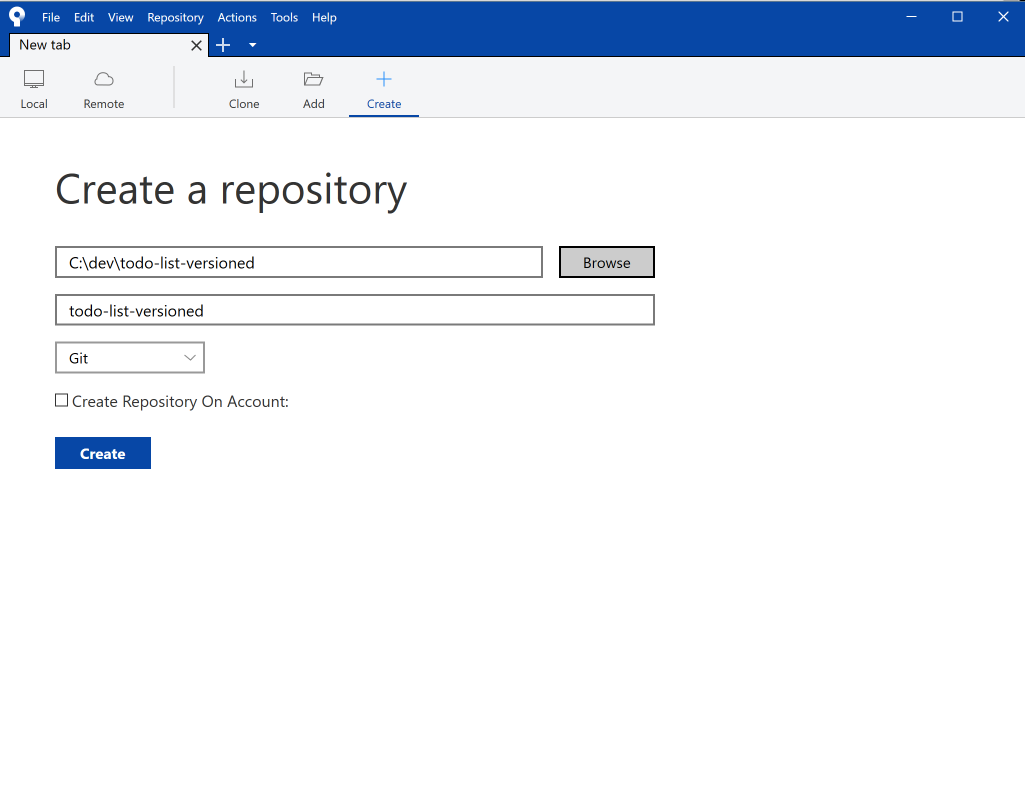 File Edit View Repository Actions Tools Help
New tab
Local Remote Clone Add Create
Create a repository
C:\dev\todo-list-versioned Browse
todo-list-versioned
Git
Create Repository On Account:
Create